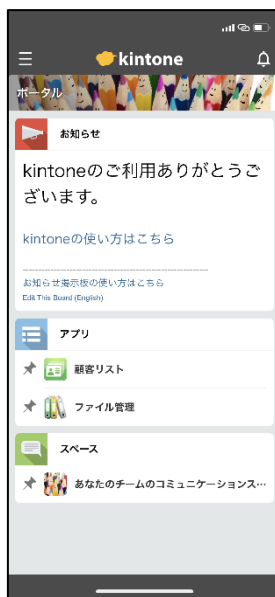 kintone
ポータル
お知らせ
kintoneのご利用ありがとうご
ざいます。
kintoneの使い方はこちら
お知らせ掲示板の使い方はこちら
Edit This Board (English)
アプリ
顧客リスト
ファイル管理
スペース
あなたのチームのコミュニケーションス…